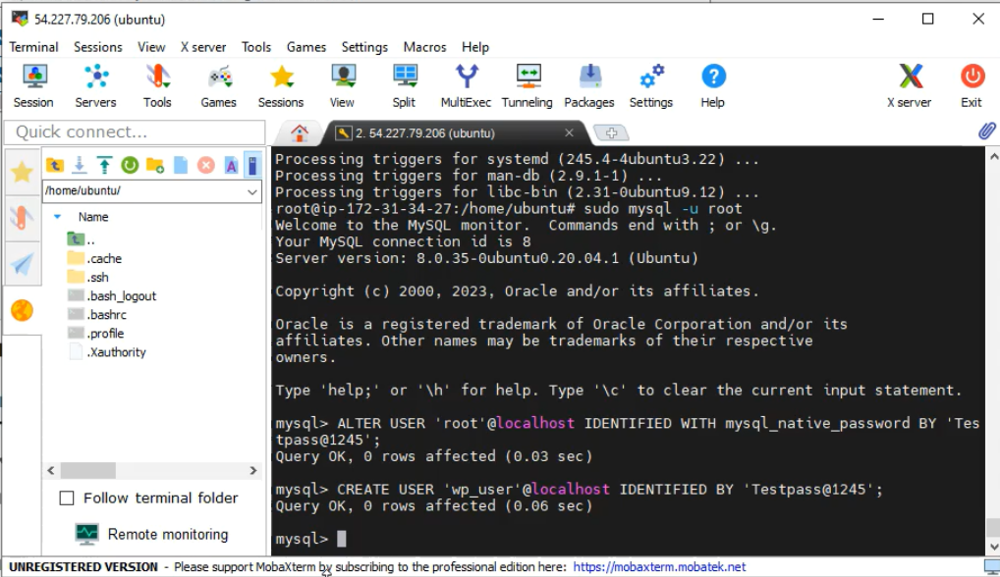 54.227.79.206 (ubuntu)
Terminal Sessions View X server Tools Games Settings Macros Help
Session Servers Tools Games Sessions View Split MultiExec Tunneling Packages Settings Help X server Exit
Quick connect...
2. 54.227.79.206 (ubuntu)
/home/ubuntu/
Name
..
.cache
.ssh
.bash_logout
.bashrc
.profile
.Xauthority
Follow terminal folder
Remote monitoring
Processing triggers for systemd (245.4-4ubuntu3.22) ...
Processing triggers for man-db (2.9.1-1) ...
Processing triggers for libc-bin (2.31-0ubuntu9.12) ...
root@ip-172-31-34-27:/home/ubuntu# sudo mysql -u root
Welcome to the MySQL monitor.  Commands end with ; or \g.
Your MySQL connection id is 8
Server version: 8.0.35-0ubuntu0.20.04.1 (Ubuntu)
Copyright (c) 2000, 2023, Oracle and/or its affiliates.
Oracle is a registered trademark of Oracle Corporation and/or its
affiliates. Other names may be trademarks of their respective
owners.
Type 'help;' or '\h' for help. Type '\c' to clear the current input statement.
mysql> ALTER USER 'root'@localhost IDENTIFIED WITH mysql_native_password BY 'Tes
tpass@1245';
Query OK, 0 rows affected (0.03 sec)
mysql> CREATE USER 'wp_user'@localhost IDENTIFIED BY 'Testpass@1245';
Query OK, 0 rows affected (0.06 sec)
mysql>
UNREGISTERED VERSION - Please support MobaXterm by subscribing to the professional edition here: https://mobaxterm.mobatek.net